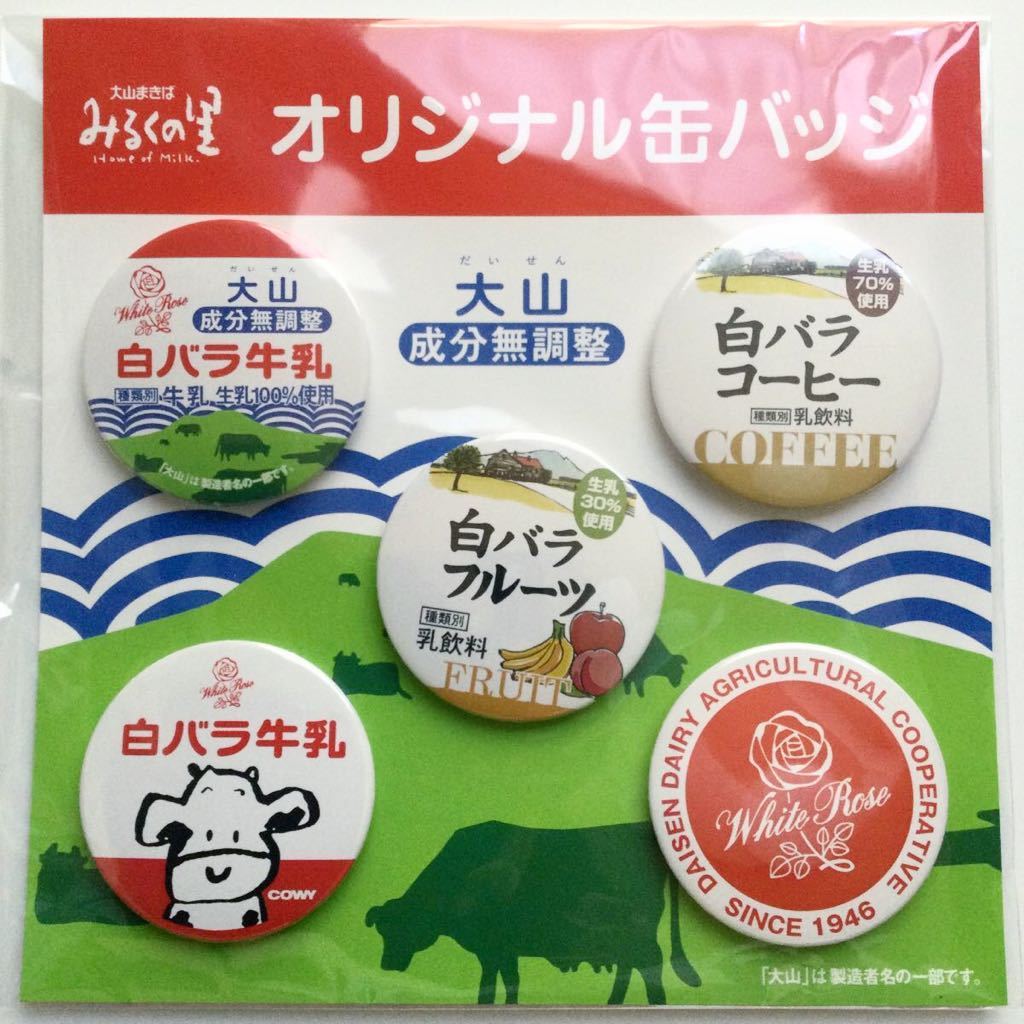 大山まきば
みるくの里
Home of Milk.
オリジナル缶バッジ
だいせん
大山
成分無調整
White Rose
だいせん
大山
成分無調整
白バラ牛乳
種類別 牛乳 生乳100%使用
「大山」は製造者名の一部です。
生乳
70%
使用
白バラ
コーヒー
種類別 乳飲料
COFFEE
生乳
30%
使用
白バラ
フルーツ
種類別
乳飲料
FRUIT
White Rose
白バラ牛乳
COWY
DAISEN DAIRY AGRICULTURAL COOPERATIVE
White Rose
SINCE 1946
「大山」は製造者名の一部です。